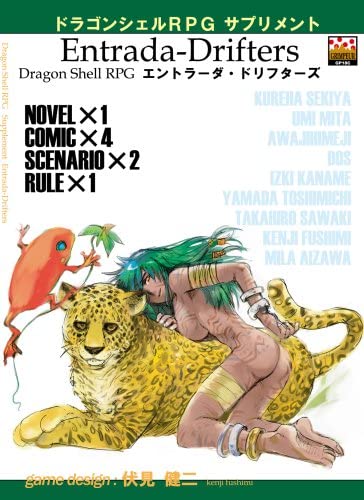 ドラゴンシェルRPG サプリメント
Entrada-Drifters
Dragon Shell RPG エントラーダ・ドリフターズ
CRIMPEUR
GP196
NOVEL×1
COMIC×4
SCENARIO×2
RULE×1
KUREHA SEKIYA
UMI MITA
AWAJIHIMEJI
DOS
IZKI KANAME
YAMADA TOSHIMICHI
TAKAHIRO SAWAKI
KENJI FUSHIMI
MILA AIZAWA
game design : 伏見 健二 kenji fushimi
Dragon Shell RPG Supplement Entrada-Drifters